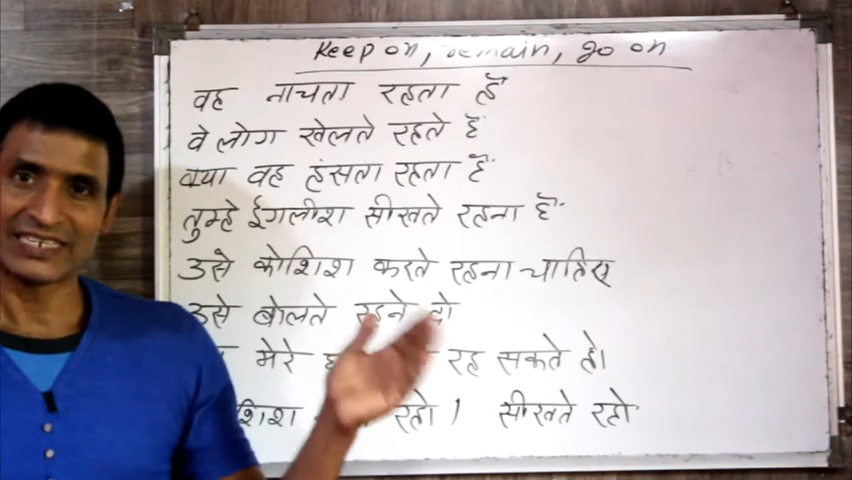 Keep on, remain, go on
वह नाचता रहता है
वे लोग खेलते रहते है
क्या वह हंसता रहता है
तुम्हे ईगलीश सीखते रहना है
उसे कोशिश करते रहना चाहिए
उसे बोलते रहने दो
मेरे रह सकते हो।
रहो। सीखते रहो